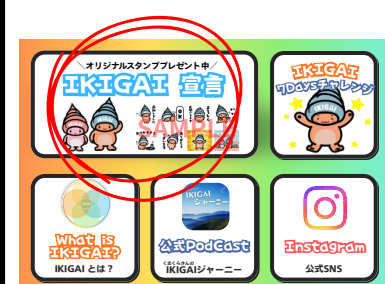 オリジナルスタンププレゼント中
IKIGAI 宣言
SAMPLE
IKIGAI
7Daysチャレンジ
What is
IKIGAI?
IKIGAI とは？
IKIGAI
ジャーニー
公式PodCast
くまくらさんの
IKIGAIジャーニー
Instagram
公式SNS